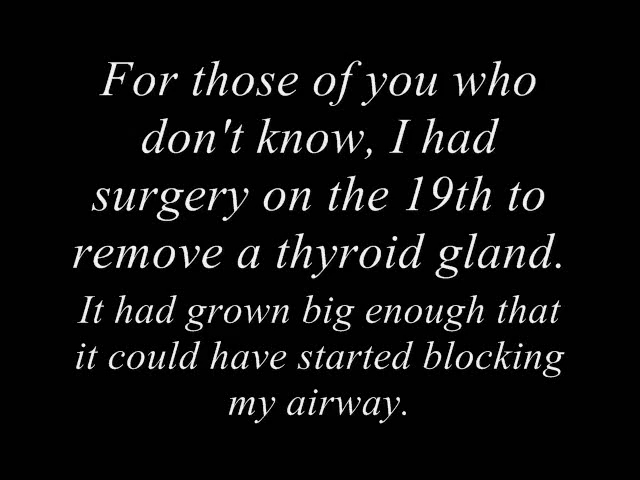 For those of you who
don't know, I had
surgery on the 19th to
remove a thyroid gland.
It had grown big enough that
it could have started blocking
my airway.